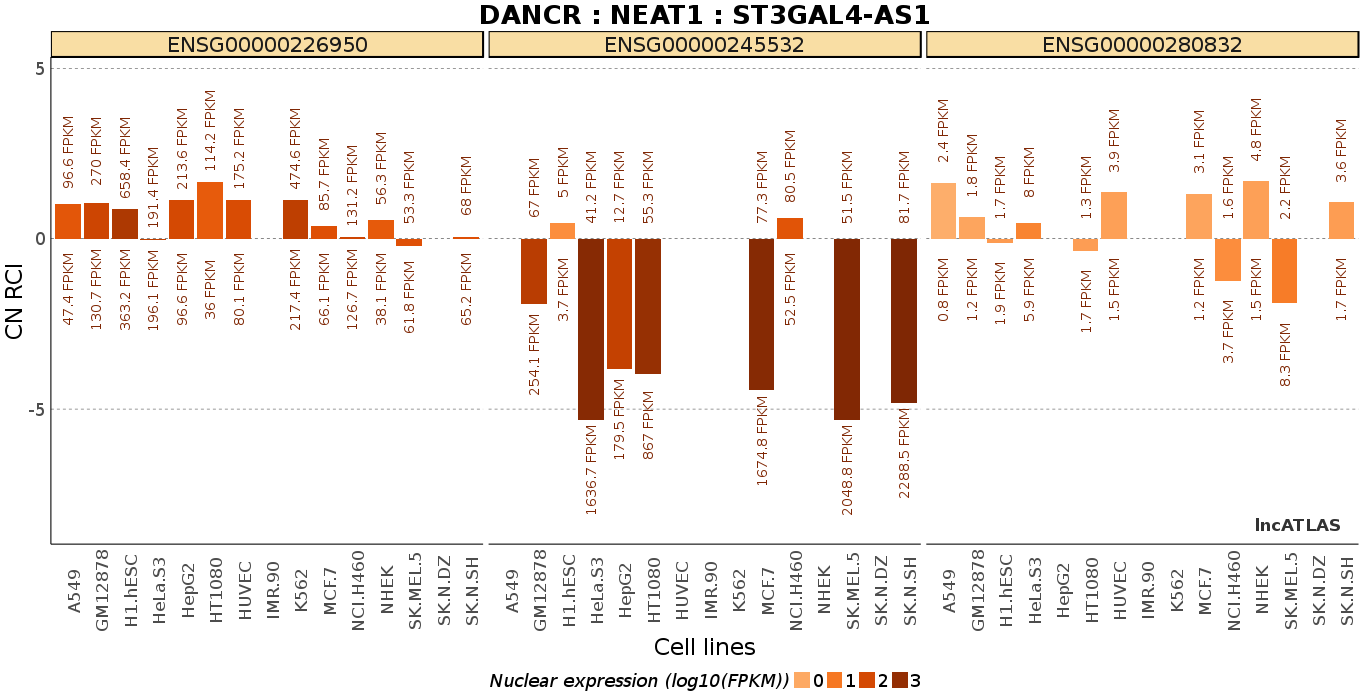 DANCR : NEAT1 : ST3GAL4-AS1
ENSG00000226950
ENSG00000245532
ENSG00000280832
CN RCI
5
0
-5
96.6 FPKM
270 FPKM
658.4 FPKM
191.4 FPKM
213.6 FPKM
114.2 FPKM
175.2 FPKM
474.6 FPKM
85.7 FPKM
131.2 FPKM
56.3 FPKM
53.3 FPKM
68 FPKM
47.4 FPKM
130.7 FPKM
363.2 FPKM
196.1 FPKM
96.6 FPKM
36 FPKM
80.1 FPKM
217.4 FPKM
66.1 FPKM
126.7 FPKM
38.1 FPKM
61.8 FPKM
65.2 FPKM
67 FPKM
5 FPKM
41.2 FPKM
12.7 FPKM
55.3 FPKM
77.3 FPKM
80.5 FPKM
51.5 FPKM
81.7 FPKM
254.1 FPKM
3.7 FPKM
1636.7 FPKM
179.5 FPKM
867 FPKM
1674.8 FPKM
52.5 FPKM
2048.8 FPKM
2288.5 FPKM
2.4 FPKM
1.8 FPKM
1.7 FPKM
8 FPKM
1.3 FPKM
3.9 FPKM
3.1 FPKM
1.6 FPKM
4.8 FPKM
2.2 FPKM
3.6 FPKM
0.8 FPKM
1.2 FPKM
1.9 FPKM
5.9 FPKM
1.7 FPKM
1.5 FPKM
1.2 FPKM
3.7 FPKM
1.5 FPKM
8.3 FPKM
1.7 FPKM
lncATLAS
A549
GM12878
H1.hESC
HeLa.S3
HepG2
HT1080
HUVEC
IMR.90
K562
MCF.7
NCI.H460
NHEK
SK.MEL.5
SK.N.DZ
SK.N.SH
A549
GM12878
H1.hESC
HeLa.S3
HepG2
HT1080
HUVEC
IMR.90
K562
MCF.7
NCI.H460
NHEK
SK.MEL.5
SK.N.DZ
SK.N.SH
A549
GM12878
H1.hESC
HeLa.S3
HepG2
HT1080
HUVEC
IMR.90
K562
MCF.7
NCI.H460
NHEK
SK.MEL.5
SK.N.DZ
SK.N.SH
Cell lines
Nuclear expression (log10(FPKM)) 0 1 2 3